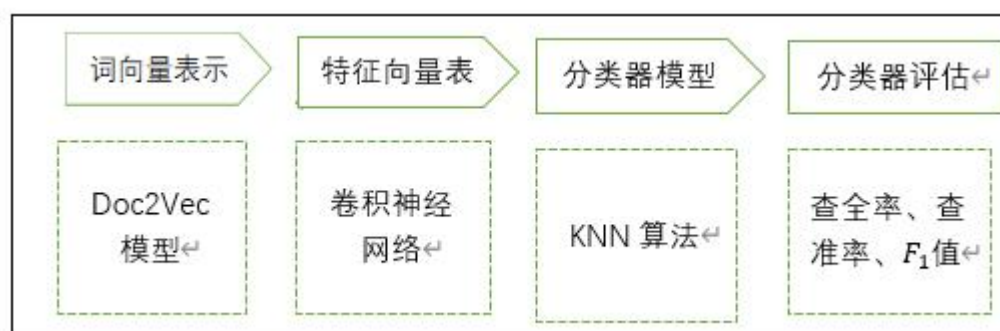 词向量表示
特征向量表
分类器模型
分类器评估↵
Doc2Vec
模型↵
卷积神经
网络↵
KNN 算法↵
查全率、查
准率、F₁值↵